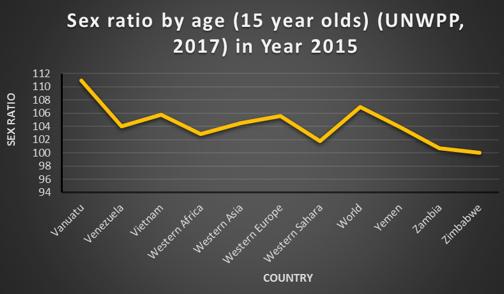 Sex ratio by age (15 year olds) (UNWPP,
2017) in Year 2015
SEX RATIO
112
110
108
106
104
102
100
98
96
94
Vanuatu
Venezuela
Vietnam
Western Africa
Western Asia
Western Europe
Western Sahara
World
Yemen
Zambia
Zimbabwe
COUNTRY